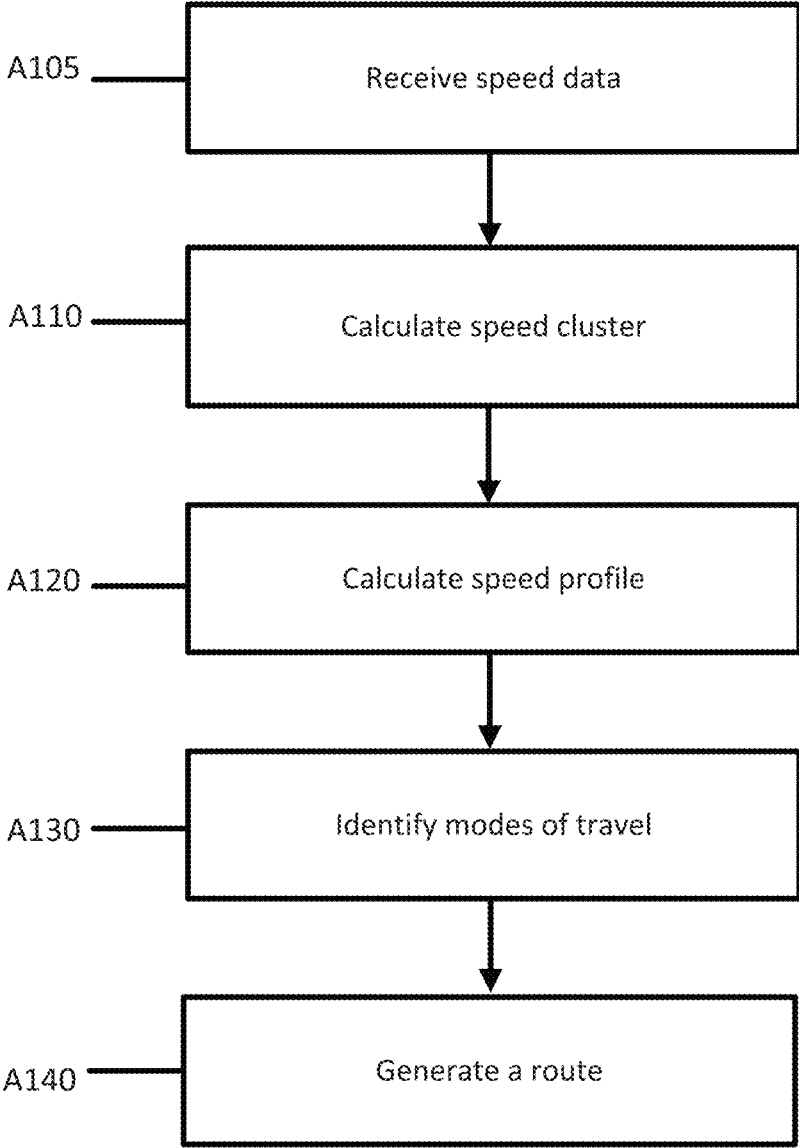 A105
Receive speed data
A110
Calculate speed cluster
A120
Calculate speed profile
A130
Identify modes of travel
A140
Generate a route